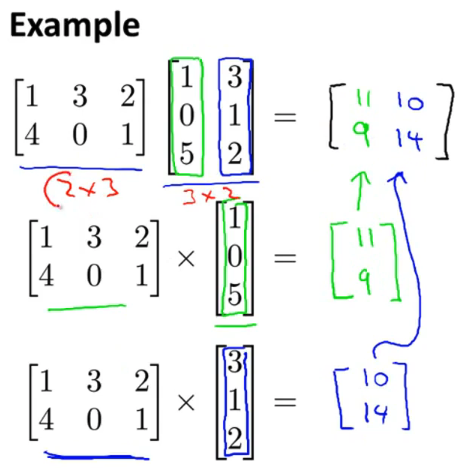 Example
[1 3 2] [1 3] = [11 10]
[4 0 1] [0 1] [9 14]
[5 2]
(2 x 3 3 x 2
[1 3 2] × [1] = [11]
[4 0 1] [0] [9]
[5]
[1 3 2] × [3] = [10]
[4 0 1] [1] [14]
[2]